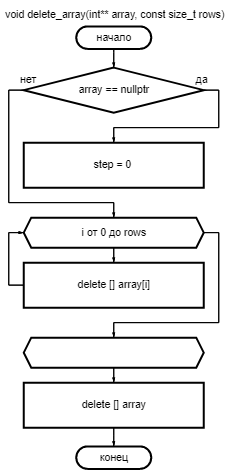 void delete_array(int** array, const size_t rows)
начало
нет
да
array == nullptr
step = 0
i от 0 до rows
delete [] array[i]
delete [] array
конец